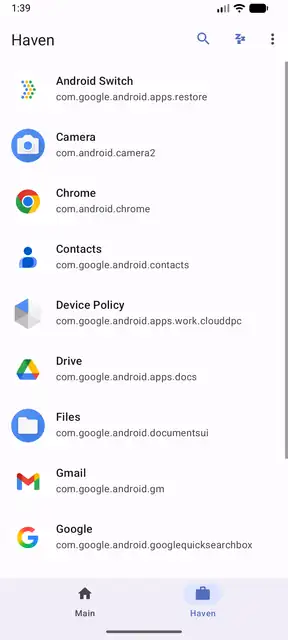 1:39
Haven
Android Switch
com.google.android.apps.restore
Camera
com.android.camera2
Chrome
com.android.chrome
Contacts
com.google.android.contacts
Device Policy
com.google.android.apps.work.clouddpc
Drive
com.google.android.apps.docs
Files
com.google.android.documentsui
Gmail
com.google.android.gm
Google
com.google.android.googlequicksearchbox
Main
Haven